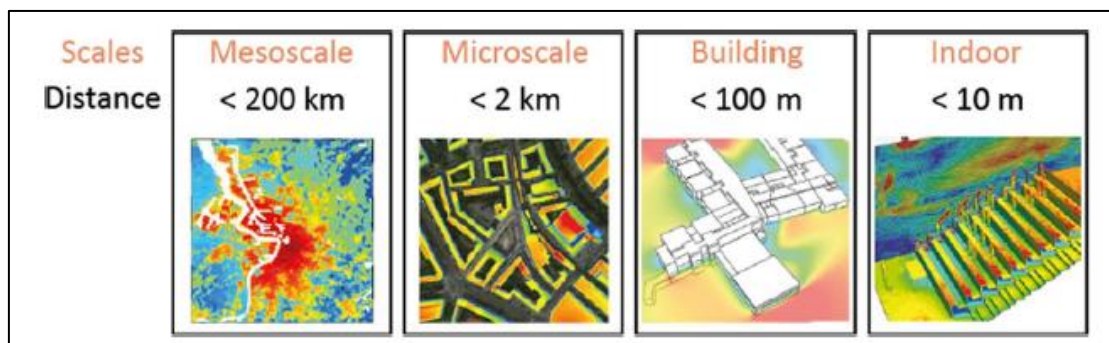 Scales Mesoscale Microscale Building Indoor
Distance < 200 km < 2 km < 100 m < 10 m